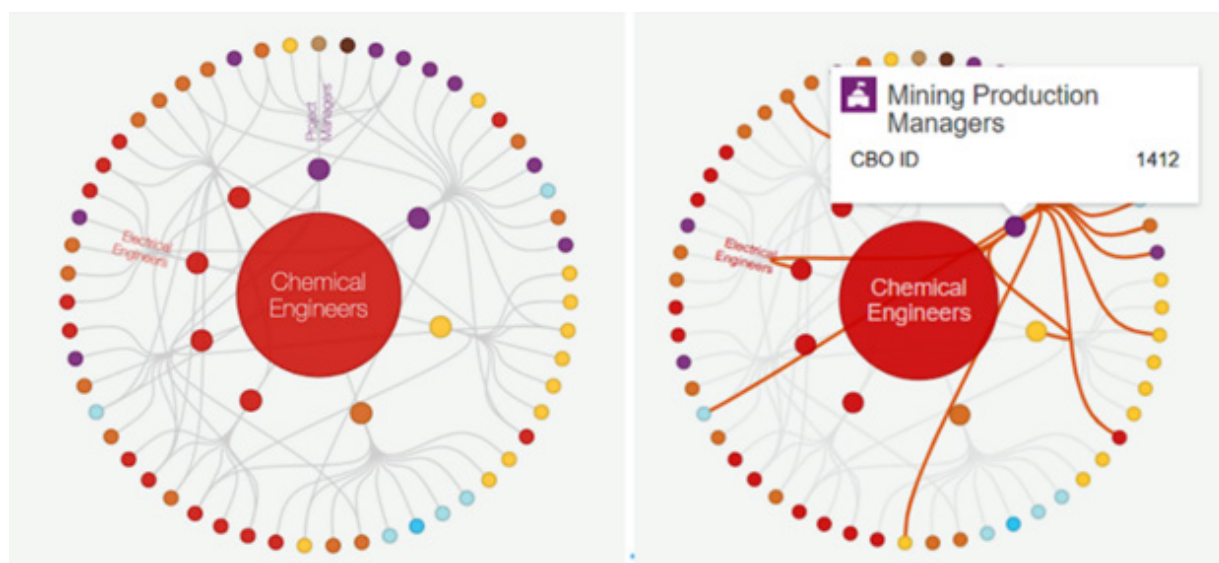 Project
Managers
Electrical
Engineers
Chemical
Engineers
Mining Production
Managers
CBO ID 1412
Electrical
Engineers
Chemical
Engineers